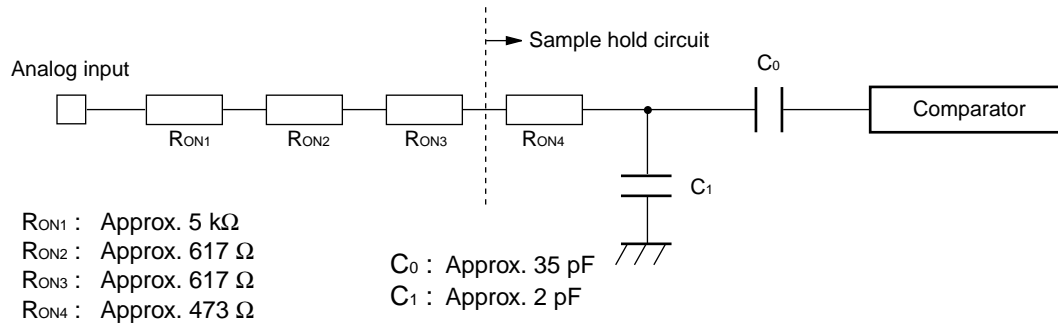 Sample hold circuit
Analog input
C0
Comparator
RON1 RON2 RON3 RON4
C1
RON1 : Approx. 5 kΩ
RON2 : Approx. 617 Ω
RON3 : Approx. 617 Ω
RON4 : Approx. 473 Ω
C0 : Approx. 35 pF
C1 : Approx. 2 pF